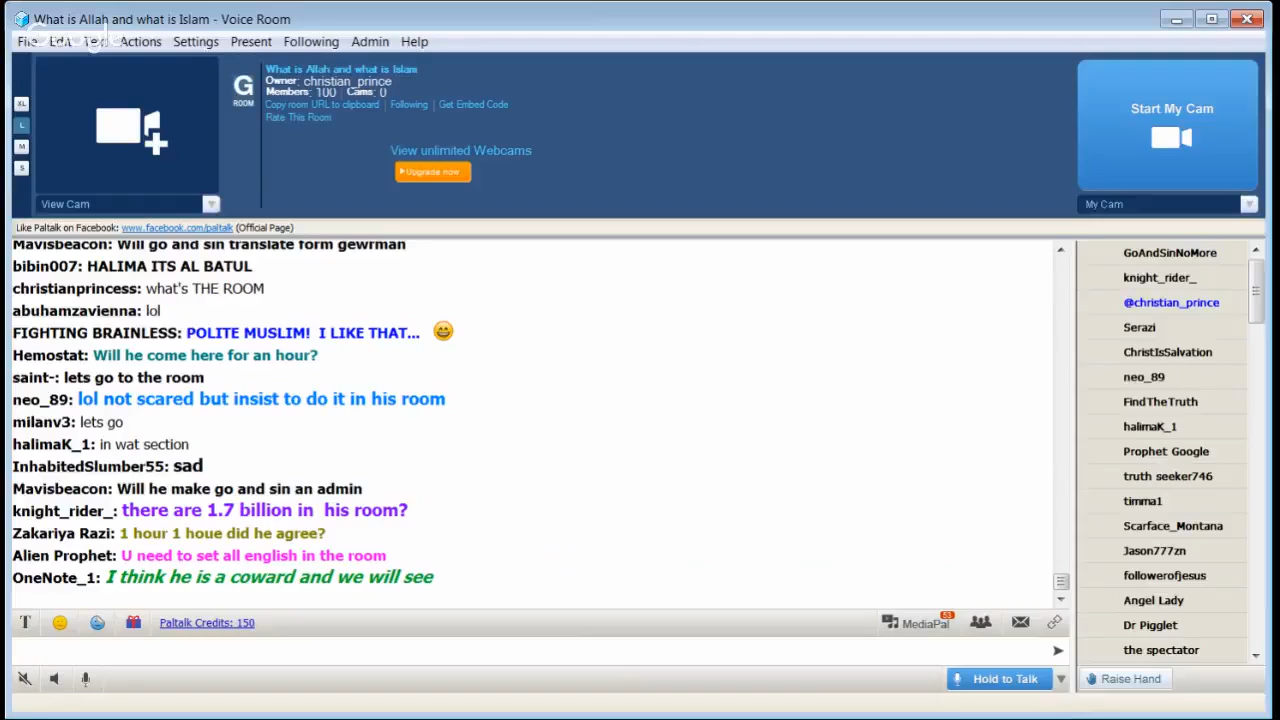 What is Allah and what is Islam - Voice Room
Google
File Edit Text Actions Settings Present Following Admin Help
XL
L
M
S
View Cam
G
ROOM
What is Allah and what is Islam
Owner: christian_prince
Members: 100 Cams: 0
Copy room URL to clipboard | Following | Get Embed Code
Rate This Room
View unlimited Webcams
Upgrade now
Start My Cam
My Cam
Like Paltalk on Facebook: www.facebook.com/paltalk (Official Page)
Mavisbeacon: Will go and sin translate form gewrman
bibin007: HALIMA ITS AL BATUL
christianprincess: what's THE ROOM
abuhamzavienna: lol
FIGHTING BRAINLESS: POLITE MUSLIM! I LIKE THAT...
Hemostat: Will he come here for an hour?
saint-: lets go to the room
neo_89: lol not scared but insist to do it in his room
milanv3: lets go
halimaK_1: in wat section
InhabitedSlumber55: sad
Mavisbeacon: Will he make go and sin an admin
knight_rider_: there are 1.7 billion in his room?
Zakariya Razi: 1 hour 1 houe did he agree?
Alien Prophet: U need to set all english in the room
OneNote_1: I think he is a coward and we will see
GoAndSinNoMore
knight_rider_
@christian_prince
Serazi
ChristIsSalvation
neo_89
FindTheTruth
halimaK_1
Prophet Google
truth seeker746
timma1
Scarface_Montana
Jason777zn
followerofjesus
Angel Lady
Dr Pigglet
the spectator
T
Paltalk Credits: 150
MediaPal
53
Hold to Talk
Raise Hand